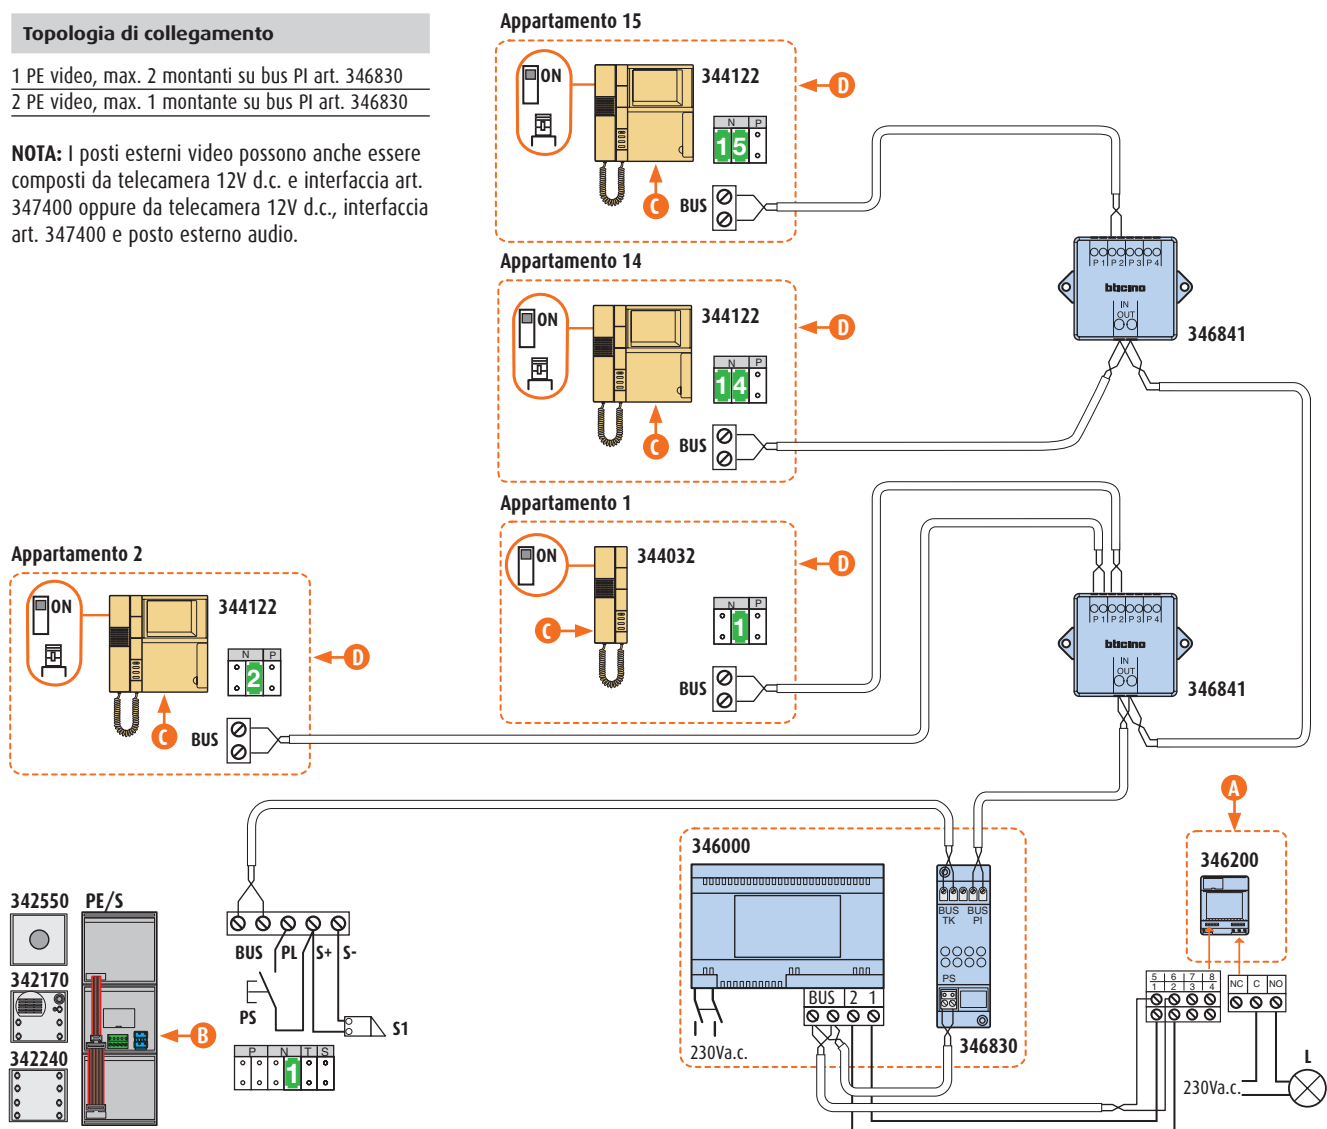 Topologia di collegamento
1 PE video, max. 2 montanti su bus PI art. 346830
2 PE video, max. 1 montante su bus PI art. 346830
NOTA: I posti esterni video possono anche essere
composti da telecamera 12V d.c. e interfaccia art.
347400 oppure da telecamera 12V d.c., interfaccia
art. 347400 e posto esterno audio.
Appartamento 15
ON
344122
D
N P
15
C
BUS
Appartamento 14
ON
344122
D
N P
14
C
BUS
P1 P2 P3 P4
bticino
IN
OUT
346841
Appartamento 1
ON
344032
D
N P
1
C
BUS
Appartamento 2
ON
344122
D
N P
2
C
BUS
P1 P2 P3 P4
bticino
IN
OUT
346841
A
346200
346000
BUS BUS
TK PI
PS
346830
BUS 2 1
230Va.c.
5 6 7 8
1 2 3 4
NC C NO
L
230Va.c.
342550
PE/S
342170
342240
B
BUS PL S+ S-
PS
S1
P N T S
1